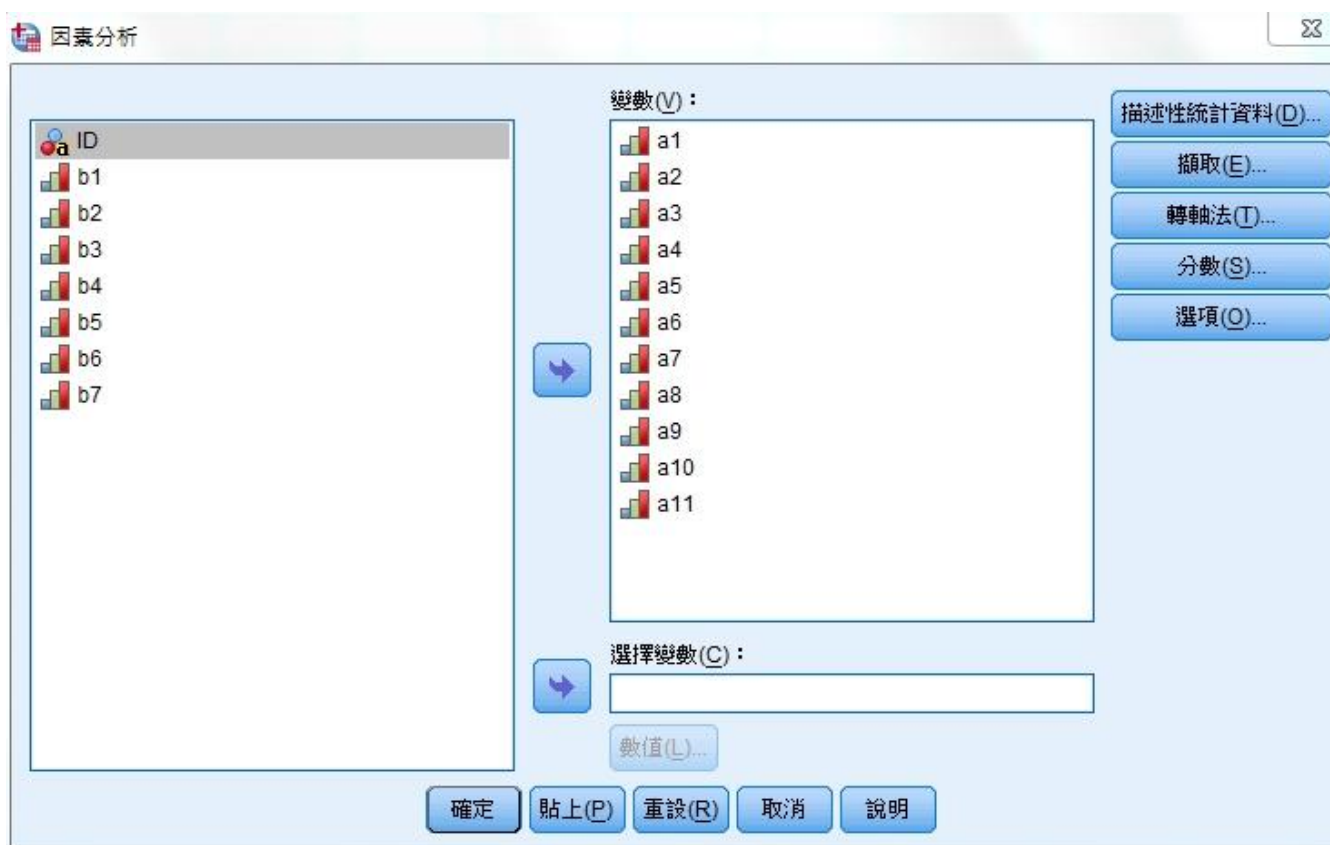 因素分析
ID
b1
b2
b3
b4
b5
b6
b7
變數(V)：
a1
a2
a3
a4
a5
a6
a7
a8
a9
a10
a11
選擇變數(C)：
數值(L)...
描述性統計資料(D)...
擷取(E)...
轉軸法(T)...
分數(S)...
選項(O)...
確定
貼上(P)
重設(R)
取消
說明